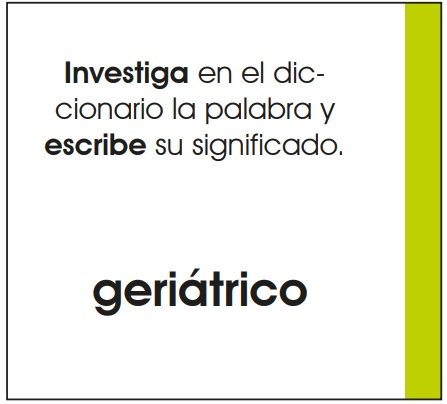 Investiga en el dic-
cionario la palabra y
escribe su significado.
geriátrico